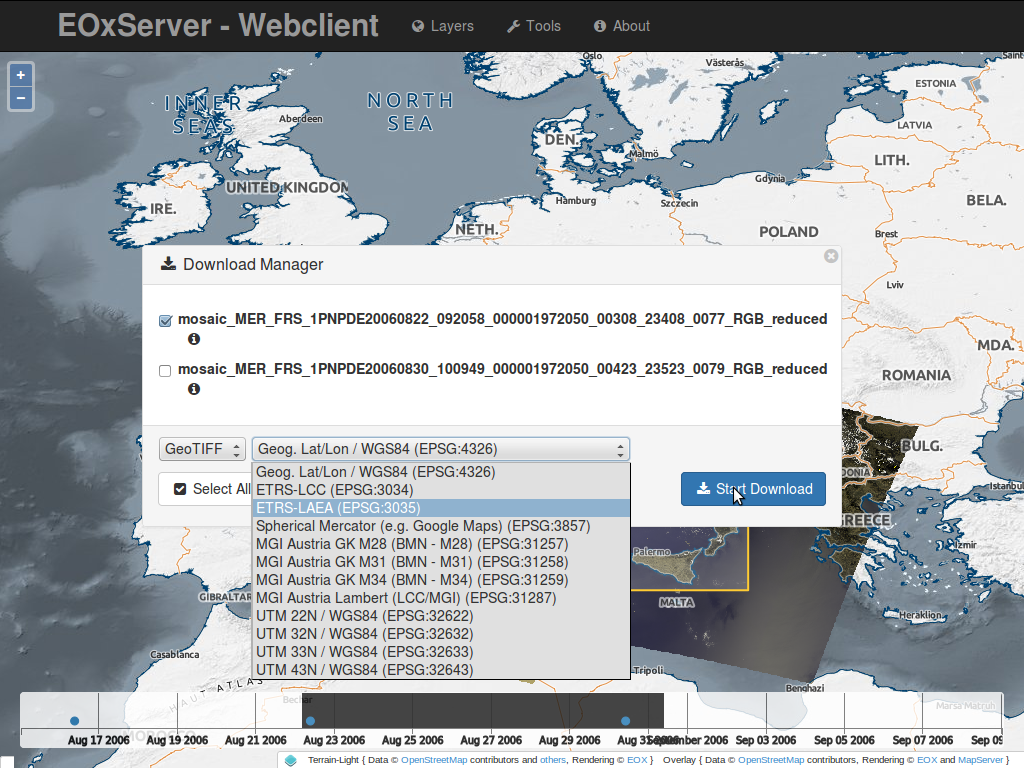 EOxServer - Webclient
Layers
Tools
About
+
−
Oslo
Västerås
INNER SEAS
NORTH SEA
ESTONIA
Aberdeen
LATVIA
DEN.
Malmö
LITH.
UNITED KINGDOM
Gdynia
IRE.
Hamburg
Szczecin
BELA.
NETH.
POLAND
Brest
Download Manager
Lviv
mosaic_MER_FRS_1PNPDE20060822_092058_000001972050_00308_23408_0077_RGB_reduced
MDA.
mosaic_MER_FRS_1PNPDE20060830_100949_000001972050_00423_23523_0079_RGB_reduced
ROMANIA
GeoTIFF
Geog. Lat/Lon / WGS84 (EPSG:4326)
BULG.
Geog. Lat/Lon / WGS84 (EPSG:4326)
Select All
ETRS-LCC (EPSG:3034)
Start Download
Istanbul
ETRS-LAEA (EPSG:3035)
Spherical Mercator (e.g. Google Maps) (EPSG:3857)
GREECE
MGI Austria GK M28 (BMN - M28) (EPSG:31257)
Palermo
Izmir
MGI Austria GK M31 (BMN - M31) (EPSG:31258)
MGI Austria GK M34 (BMN - M34) (EPSG:31259)
GIBRALTAR
MGI Austria Lambert (LCC/MGI) (EPSG:31287)
MALTA
UTM 22N / WGS84 (EPSG:32622)
Heraklion
UTM 32N / WGS84 (EPSG:32632)
Casablanca
UTM 33N / WGS84 (EPSG:32633)
UTM 43N / WGS84 (EPSG:32643)
Tripoli
HAUT ATLAS
Benghazi
Bechar
Marsa Matruh
MOROCCO
Aug 17 2006
Aug 19 2006
Aug 21 2006
Aug 23 2006
Aug 25 2006
Aug 27 2006
Aug 29 2006
Aug 31
September 2006
Sep 03 2006
Sep 05 2006
Sep 07 2006
Sep 09
Terrain-Light { Data © OpenStreetMap contributors and others, Rendering © EOX } Overlay { Data © OpenStreetMap contributors, Rendering © EOX and MapServer }